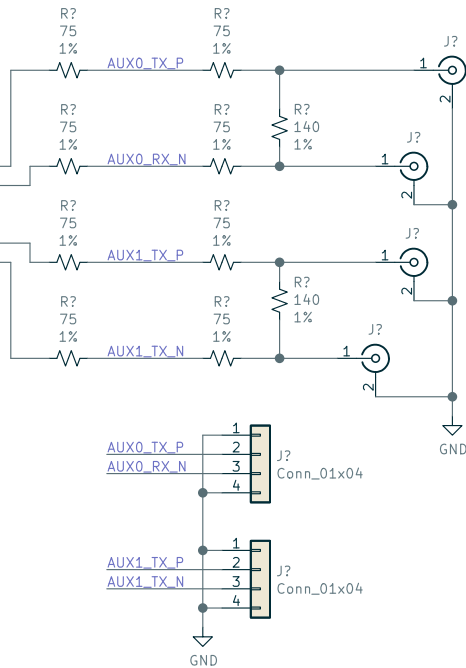 R?
75
1%
R?
75
1%
AUX0_TX_P
J?
1
2
R?
140
1%
R?
75
1%
R?
75
1%
AUX0_RX_N
J?
1
2
R?
75
1%
R?
75
1%
AUX1_TX_P
J?
1
2
R?
140
1%
R?
75
1%
R?
75
1%
AUX1_TX_N
J?
1
2
GND
1
AUX0_TX_P 2
AUX0_RX_N 3
4
J?
Conn_01x04
1
AUX1_TX_P 2
AUX1_TX_N 3
4
J?
Conn_01x04
GND